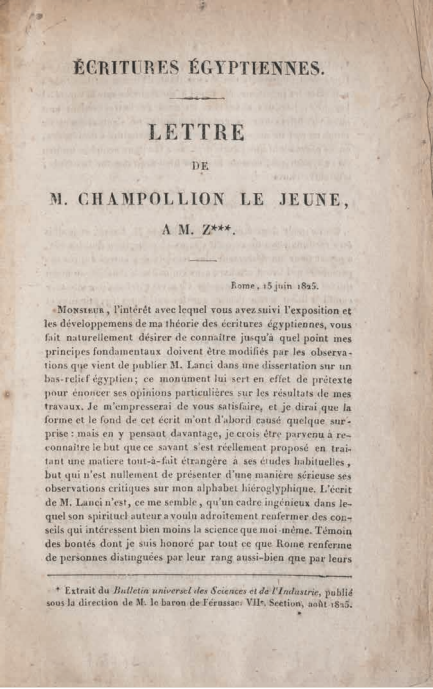 ÉCRITURES ÉGYPTIENNES.
LETTRE
DE
M. CHAMPOLLION LE JEUNE,
A M. Z***.
Rome, 15 juin 1825.
Monsieur, l'intérêt avec lequel vous avez suivi l'exposition et
les développemens de ma théorie des écritures égyptiennes, vous
fait naturellement désirer de connaître jusqu'à quel point mes
principes fondamentaux doivent être modifiés par les observa-
tions que vient de publier M. Lanci dans une dissertation sur un
bas-relief égyptien; ce monument lui sert en effet de prétexte
pour énoncer ses opinions particulières sur les résultats de mes
travaux. Je m'empresserai de vous satisfaire, et je dirai que la
forme et le fond de cet écrit m'ont d'abord causé quelque sur-
prise : mais en y pensant davantage, je crois être parvenu à re-
connaître le but que ce savant s'est réellement proposé en trai-
tant une matiere tout-à-fait étrangère à ses études habituelles,
but qui n'est nullement de présenter d'une manière sérieuse ses
observations critiques sur mon alphabet hiéroglyphique. L'écrit
de M. Lanci n'est, ce me semble, qu'un cadre ingénieux dans le-
quel son spirituel auteur a voulu adroitement renfermer des con-
seils qui intéressent bien moins la science que moi-même. Témoin
des bontés dont je suis honoré par tout ce que Rome renferme
de personnes distinguées par leur rang aussi-bien que par leurs
* Extrait du Bulletin universel des Sciences et de l'Industrie, publié
sous la direction de M. le baron de Férussac VIIe. Section, août 1825.